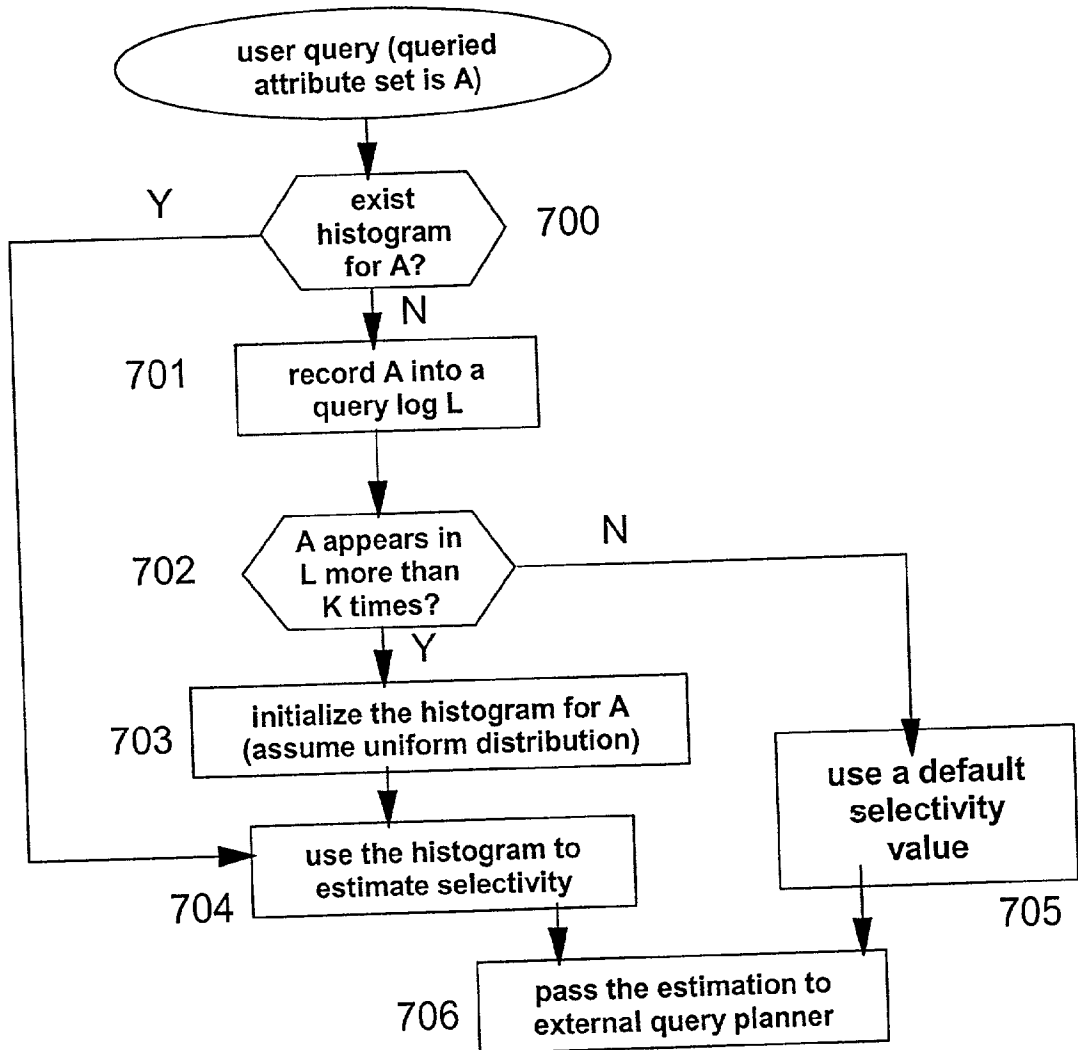 user query (queried
attribute set is A)
Y
exist
histogram
for A?
700
N
701
record A into a
query log L
702
A appears in
L more than
K times?
N
Y
703
initialize the histogram for A
(assume uniform distribution)
use a default
selectivity
value
704
use the histogram to
estimate selectivity
705
706
pass the estimation to
external query planner